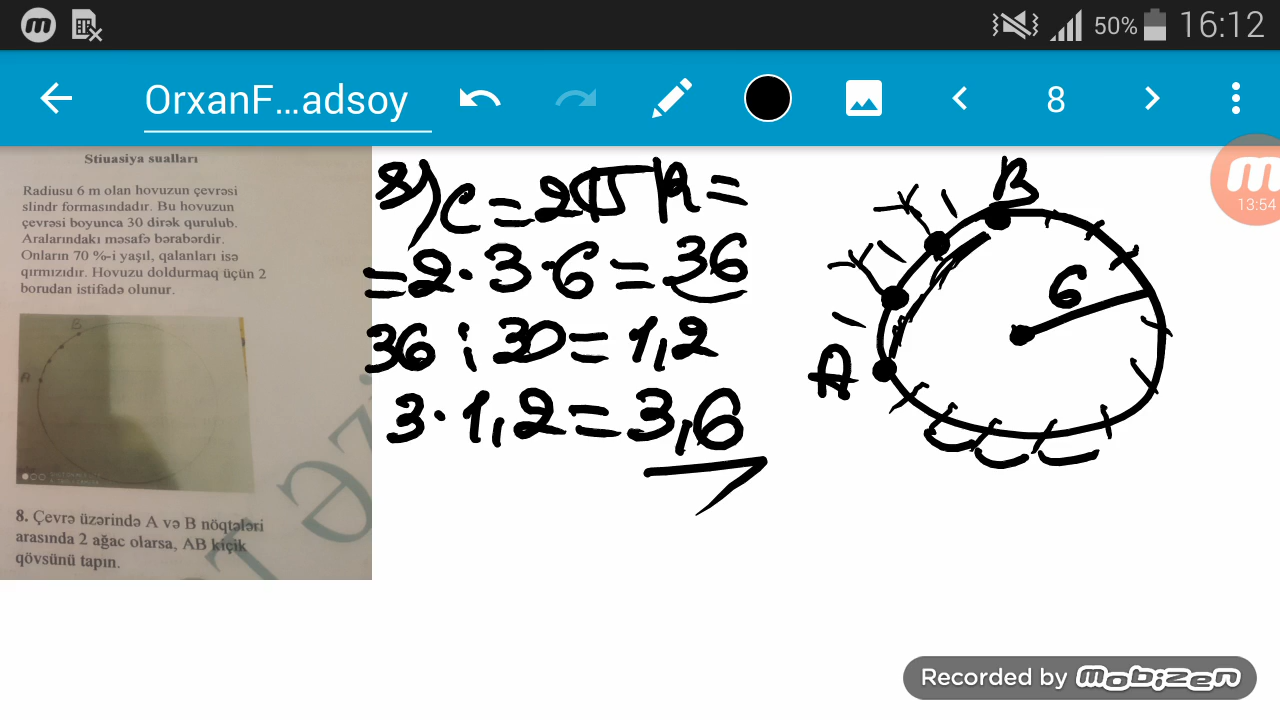 50% 16:12
OrxanF...adsoy 8
13:54
Stiuasiya sualları
Radiusu 6 m olan hovuzun çevrəsi
slindr formasındadır. Bu hovuzun
çevrəsi boyunca 30 dirək qurulub.
Aralarındakı məsafə bərabərdir.
Onların 70 %-i yaşıl, qalanları isə
qırmızıdır. Hovuzu doldurmaq üçün 2
borudan istifadə olunur.
B
A
8. Çevrə üzərində A və B nöqtələri
arasında 2 ağac olarsa, AB kiçik
qövsünü tapın.
8) C = 2πR =
= 2 · 3 · 6 = 36
36 : 30 = 1,2
3 · 1,2 = 3,6
B
6
A
Recorded by mobizen